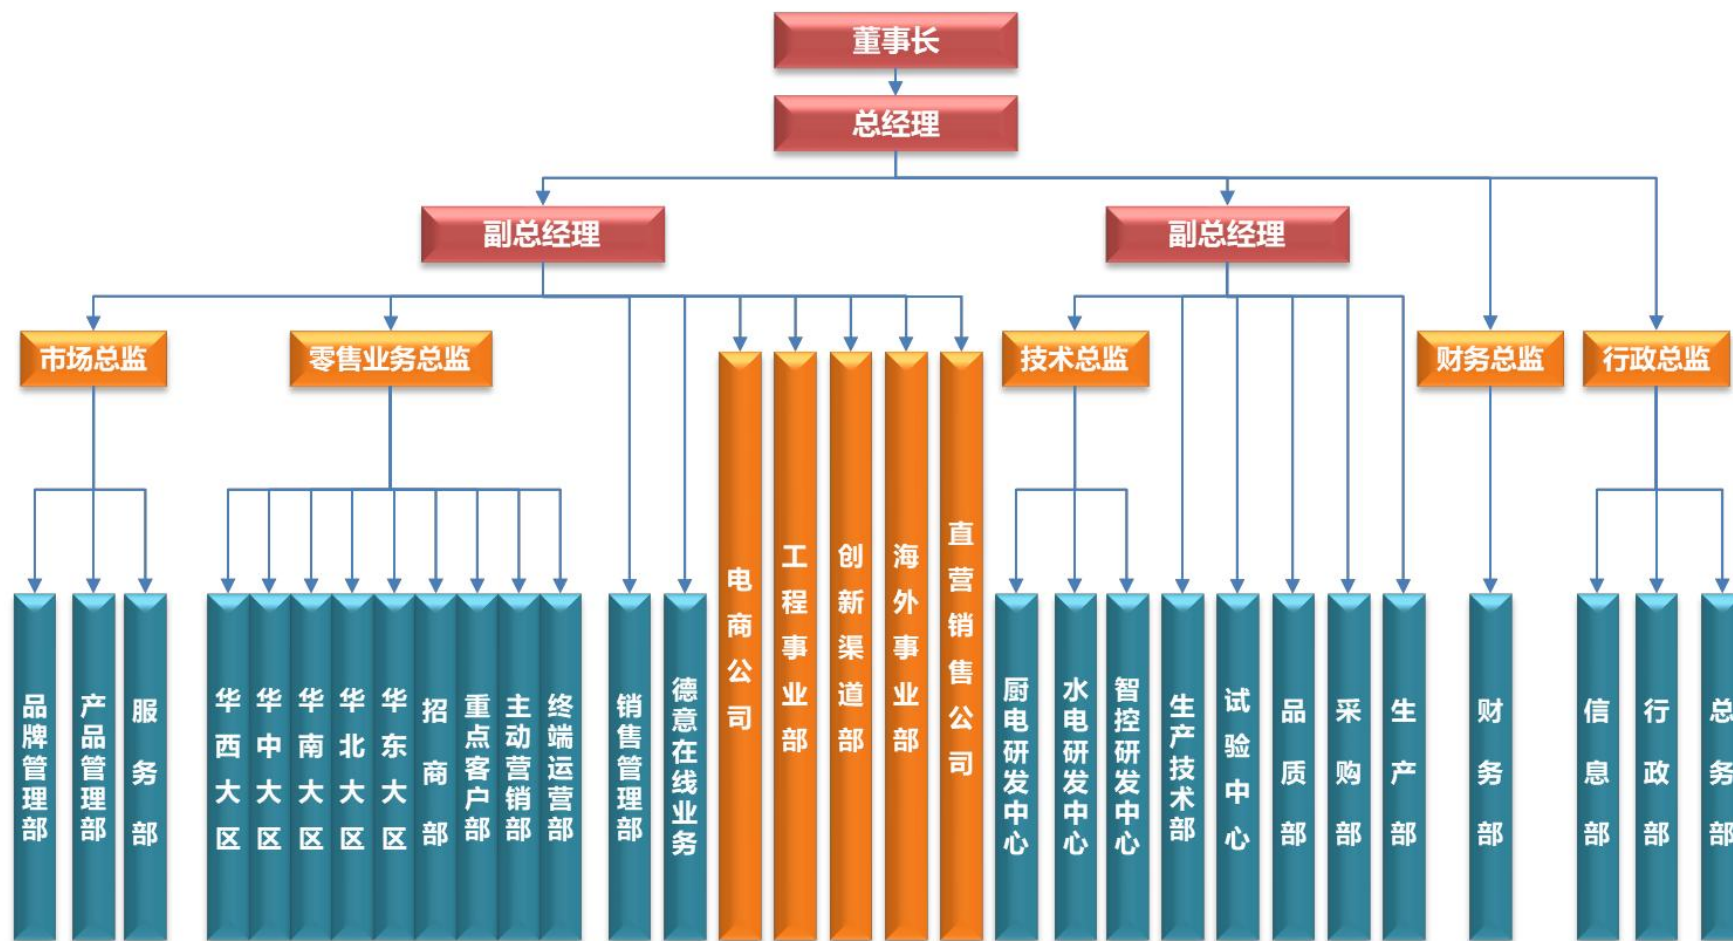 董事长
总经理
副总经理
副总经理
市场总监
零售业务总监
技术总监
财务总监
行政总监
品牌管理部
产品管理部
服务部
华西大区
华中大区
华南大区
华北大区
华东大区
招商部
重点客户部
主动营销部
终端运营部
销售管理部
德意在线业务
电商公司
工程事业部
创新渠道部
海外事业部
直营销售公司
厨电研发中心
水电研发中心
智控研发中心
生产技术部
试验中心
品质部
采购部
生产部
财务部
信息部
行政部
总务部